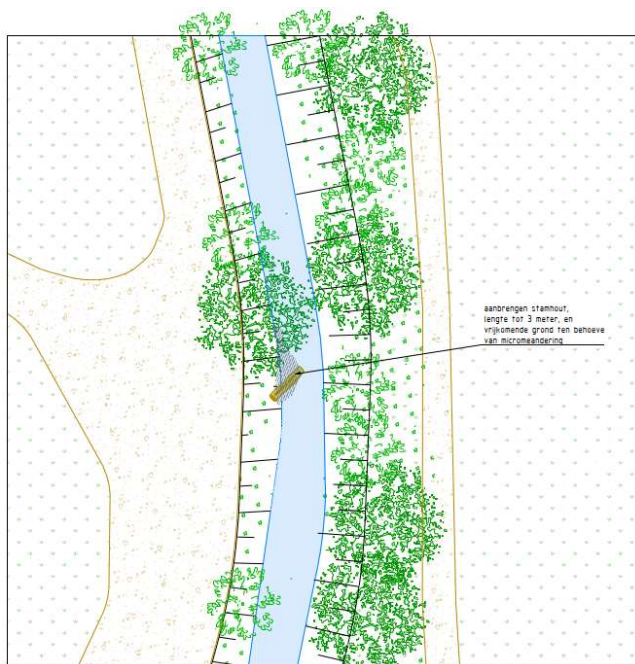 aanbrengen stamhout,
lengte tot 3 meter, en
vrijkomende grond ten behoeve
van micromeandering